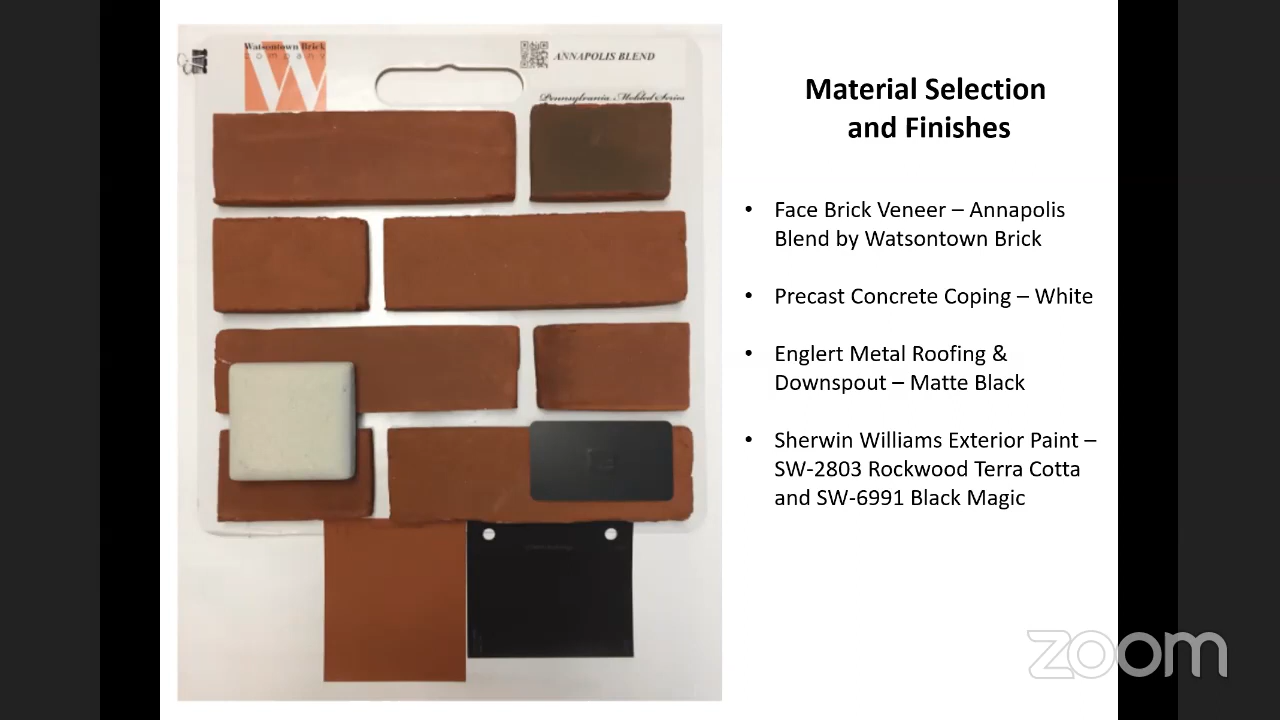 Watsontown Brick
company
W
ANNAPOLIS BLEND
Pennsylvania Molded Series
Material Selection
and Finishes
• Face Brick Veneer – Annapolis
Blend by Watsontown Brick
• Precast Concrete Coping – White
• Englert Metal Roofing &
Downspout – Matte Black
• Sherwin Williams Exterior Paint –
SW-2803 Rockwood Terra Cotta
and SW-6991 Black Magic
zoom